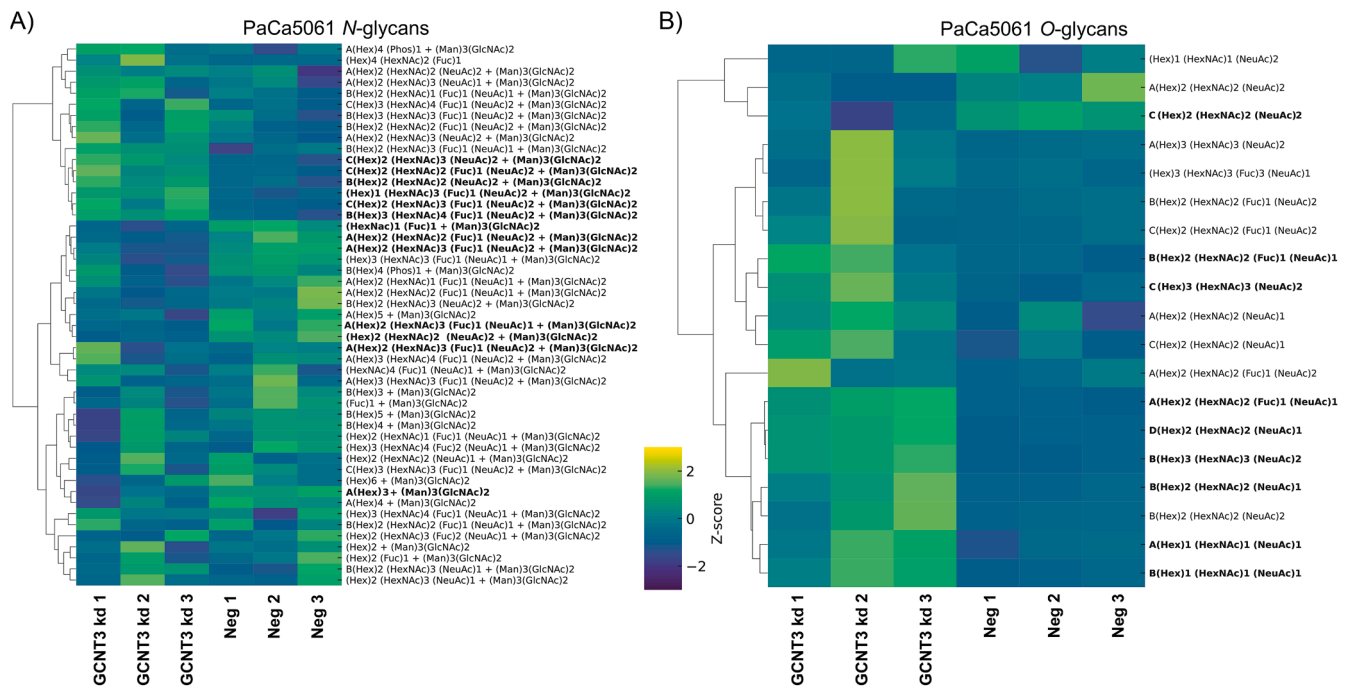 A)
PaCa5061 N-glycans
A(Hex)4 (Phos)1 + (Man)3(GlcNAc)2
(Hex)4 (HexNAc)2 (Fuc)1
A(Hex)2 (HexNAc)2 (NeuAc)2 + (Man)3(GlcNAc)2
A(Hex)2 (HexNAc)3 (NeuAc)1 + (Man)3(GlcNAc)2
B(Hex)2 (HexNAc)1 (Fuc)1 (NeuAc)1 + (Man)3(GlcNAc)2
C(Hex)3 (HexNAc)4 (Fuc)1 (NeuAc)2 + (Man)3(GlcNAc)2
B(Hex)3 (HexNAc)3 (Fuc)1 (NeuAc)2 + (Man)3(GlcNAc)2
B(Hex)2 (HexNAc)2 (Fuc)1 (NeuAc)2 + (Man)3(GlcNAc)2
A(Hex)2 (HexNAc)3 (NeuAc)2 + (Man)3(GlcNAc)2
B(Hex)2 (HexNAc)3 (Fuc)1 (NeuAc)1 + (Man)3(GlcNAc)2
C(Hex)2 (HexNAc)3 (NeuAc)2 + (Man)3(GlcNAc)2
C(Hex)2 (HexNAc)2 (Fuc)1 (NeuAc)2 + (Man)3(GlcNAc)2
B(Hex)2 (HexNAc)2 (NeuAc)2 + (Man)3(GlcNAc)2
(Hex)1 (HexNAc)3 (Fuc)1 (NeuAc)2 + (Man)3(GlcNAc)2
C(Hex)2 (HexNAc)3 (Fuc)1 (NeuAc)2 + (Man)3(GlcNAc)2
B(Hex)3 (HexNAc)4 (Fuc)1 (NeuAc)2 + (Man)3(GlcNAc)2
(HexNac)1 (Fuc)1 + (Man)3(GlcNAc)2
A(Hex)2 (HexNAc)2 (Fuc)1 (NeuAc)2 + (Man)3(GlcNAc)2
A(Hex)2 (HexNAc)3 (Fuc)1 (NeuAc)2 + (Man)3(GlcNAc)2
(Hex)3 (HexNAc)3 (Fuc)1 (NeuAc)1 + (Man)3(GlcNAc)2
B(Hex)4 (Phos)1 + (Man)3(GlcNAc)2
A(Hex)2 (HexNAc)1 (Fuc)1 (NeuAc)1 + (Man)3(GlcNAc)2
A(Hex)2 (HexNAc)2 (Fuc)1 (NeuAc)1 + (Man)3(GlcNAc)2
B(Hex)2 (HexNAc)3 (NeuAc)2 + (Man)3(GlcNAc)2
A(Hex)5 + (Man)3(GlcNAc)2
A(Hex)2 (HexNAc)3 (Fuc)1 (NeuAc)1 + (Man)3(GlcNAc)2
(Hex)2 (HexNAc)2 (NeuAc)2 + (Man)3(GlcNAc)2
A(Hex)2 (HexNAc)3 (Fuc)1 (NeuAc)2 + (Man)3(GlcNAc)2
A(Hex)3 (HexNAc)4 (Fuc)1 (NeuAc)2 + (Man)3(GlcNAc)2
(HexNAc)4 (Fuc)1 (NeuAc)1 + (Man)3(GlcNAc)2
A(Hex)3 (HexNAc)3 (Fuc)1 (NeuAc)2 + (Man)3(GlcNAc)2
B(Hex)3 + (Man)3(GlcNAc)2
(Fuc)1 + (Man)3(GlcNAc)2
B(Hex)5 + (Man)3(GlcNAc)2
B(Hex)4 + (Man)3(GlcNAc)2
(Hex)2 (HexNAc)1 (Fuc)1 (NeuAc)1 + (Man)3(GlcNAc)2
(Hex)3 (HexNAc)4 (Fuc)2 (NeuAc)1 + (Man)3(GlcNAc)2
(Hex)2 (HexNAc)2 (NeuAc)1 + (Man)3(GlcNAc)2
C(Hex)3 (HexNAc)3 (Fuc)1 (NeuAc)2 + (Man)3(GlcNAc)2
(Hex)6 + (Man)3(GlcNAc)2
A(Hex)3 + (Man)3(GlcNAc)2
A(Hex)4 + (Man)3(GlcNAc)2
(Hex)3 (HexNAc)4 (Fuc)1 (NeuAc)1 + (Man)3(GlcNAc)2
B(Hex)2 (HexNAc)2 (Fuc)1 (NeuAc)1 + (Man)3(GlcNAc)2
(Hex)2 (HexNAc)3 (Fuc)2 (NeuAc)1 + (Man)3(GlcNAc)2
(Hex)2 + (Man)3(GlcNAc)2
(Hex)2 (Fuc)1 + (Man)3(GlcNAc)2
B(Hex)2 (HexNAc)3 (NeuAc)1 + (Man)3(GlcNAc)2
(Hex)2 (HexNAc)3 (NeuAc)1 + (Man)3(GlcNAc)2
GCNT3 kd 1
GCNT3 kd 2
GCNT3 kd 3
Neg 1
Neg 2
Neg 3
2
0
−2
Z-score
B)
PaCa5061 O-glycans
(Hex)1 (HexNAc)1 (NeuAc)2
A(Hex)2 (HexNAc)2 (NeuAc)2
C (Hex)2 (HexNAc)2 (NeuAc)2
A(Hex)3 (HexNAc)3 (NeuAc)2
(Hex)3 (HexNAc)3 (Fuc)3 (NeuAc)1
B(Hex)2 (HexNAc)2 (Fuc)1 (NeuAc)2
C(Hex)2 (HexNAc)2 (Fuc)1 (NeuAc)2
B(Hex)2 (HexNAc)2 (Fuc)1 (NeuAc)1
C (Hex)3 (HexNAc)3 (NeuAc)2
A(Hex)2 (HexNAc)2 (NeuAc)1
C(Hex)2 (HexNAc)2 (NeuAc)1
A(Hex)2 (HexNAc)2 (Fuc)1 (NeuAc)2
A(Hex)2 (HexNAc)2 (Fuc)1 (NeuAc)1
D(Hex)2 (HexNAc)2 (NeuAc)1
B(Hex)3 (HexNAc)3 (NeuAc)2
B(Hex)2 (HexNAc)2 (NeuAc)1
B(Hex)2 (HexNAc)2 (NeuAc)2
A(Hex)1 (HexNAc)1 (NeuAc)1
B(Hex)1 (HexNAc)1 (NeuAc)1
GCNT3 kd 1
GCNT3 kd 2
GCNT3 kd 3
Neg 1
Neg 2
Neg 3